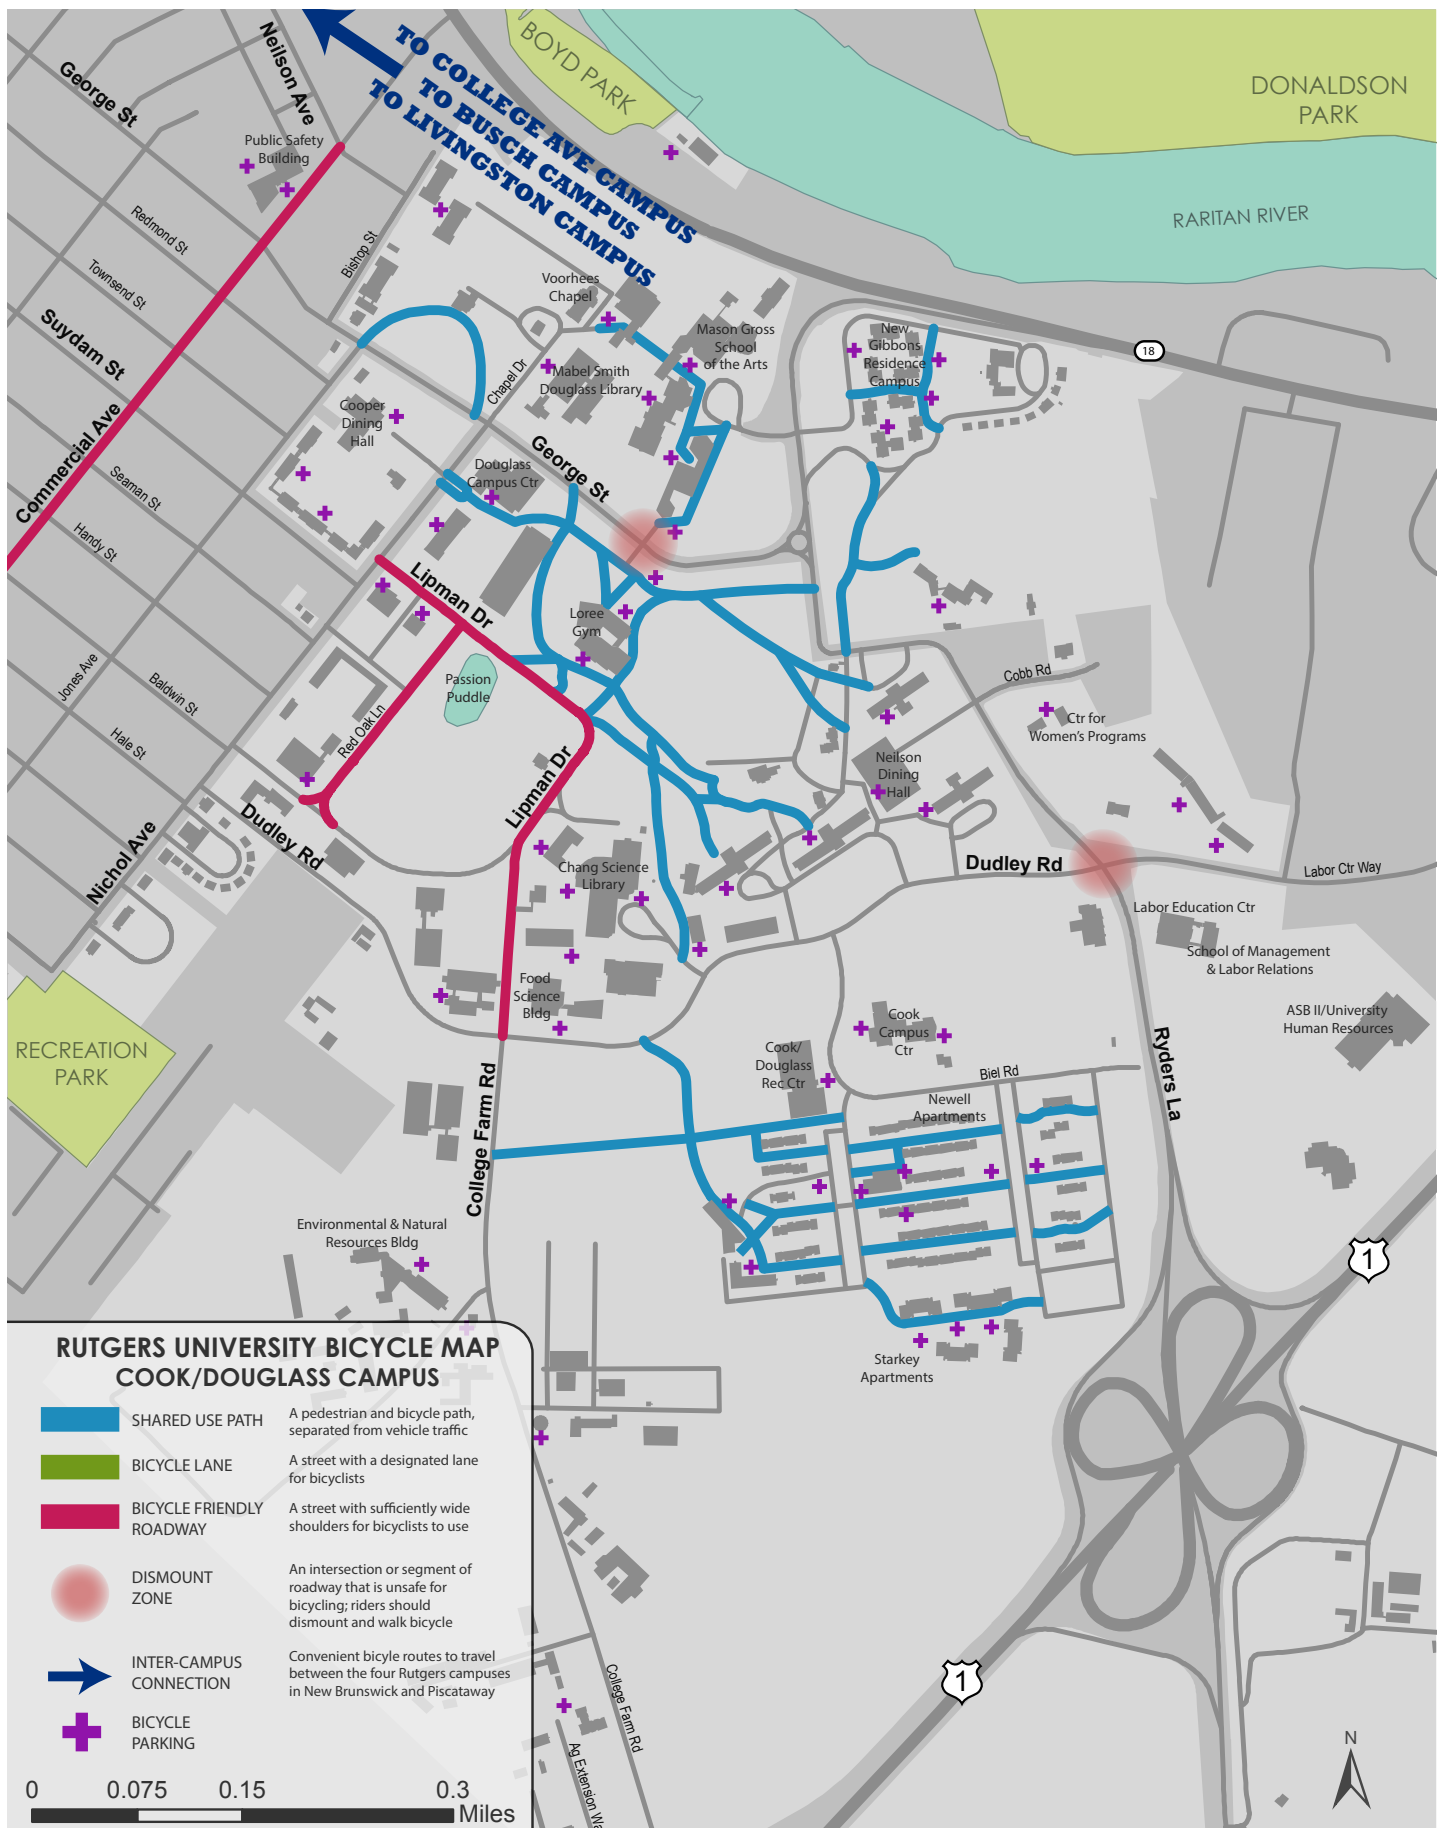 TO COLLEGE AVE CAMPUS
TO BUSCH CAMPUS
TO LIVINGSTON CAMPUS
BOYD PARK
DONALDSON
PARK
RARITAN RIVER
Neilson Ave
George St
Public Safety
Building
Redmond St
Townsend St
Bishop St
Suydam St
Voorhees
Chapel
Mason Gross
School
of the Arts
New
Gibbons
Residence
Campus
18
Mabel Smith
Douglass Library
Chapel Dr
Cooper
Dining
Hall
Commercial Ave
George St
Douglass
Campus Ctr
Seaman St
Handy St
Lipman Dr
Loree
Gym
Jones Ave
Baldwin St
Hale St
Passion
Puddle
Red Oak Ln
Cobb Rd
Ctr for
Women's Programs
Neilson
Dining
Hall
Lipman Dr
Dudley Rd
Nichol Ave
Chang Science
Library
Dudley Rd
Labor Ctr Way
Labor Education Ctr
School of Management
& Labor Relations
Food
Science
Bldg
ASB II/University
Human Resources
Cook
Campus
Ctr
Cook/
Douglass
Rec Ctr
RECREATION
PARK
Biel Rd
Ryders La
Newell
Apartments
College Farm Rd
Environmental & Natural
Resources Bldg
1
Starkey
Apartments
RUTGERS UNIVERSITY BICYCLE MAP
COOK/DOUGLASS CAMPUS
SHARED USE PATH
A pedestrian and bicycle path,
separated from vehicle traffic
BICYCLE LANE
A street with a designated lane
for bicyclists
BICYCLE FRIENDLY
ROADWAY
A street with sufficiently wide
shoulders for bicyclists to use
DISMOUNT
ZONE
An intersection or segment of
roadway that is unsafe for
bicycling; riders should
dismount and walk bicycle
INTER-CAMPUS
CONNECTION
Convenient bicyle routes to travel
between the four Rutgers campuses
in New Brunswick and Piscataway
BICYCLE
PARKING
0 0.075 0.15 0.3
Miles
College Farm Rd
Ag Extension Wa
1
N